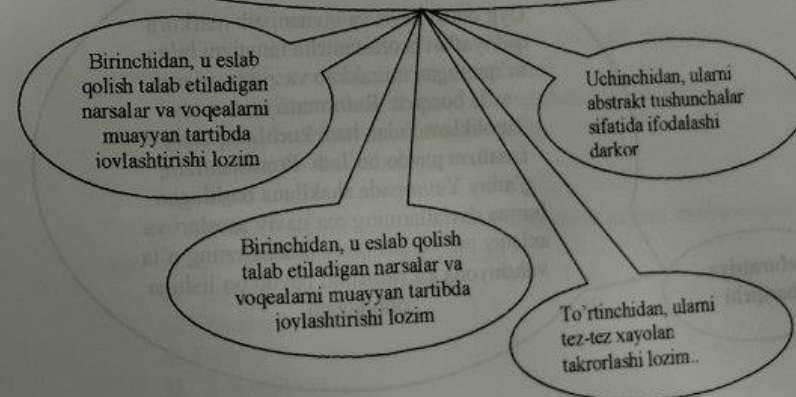 Birinchidan, u eslab
qolish talab etiladigan
narsalar va voqealarni
muayyan tartibda
iovlashtirishi lozim
Uchinchidan, ularni
abstrakt tushunchalar
sifatida ifodalashi
darkor
Birinchidan, u eslab qolish
talab etiladigan narsalar va
voqealarni muayyan tartibda
joylashtirishi lozim
To’rtinchidan, ularni
tez-tez xayolan
takrorlashi lozim..